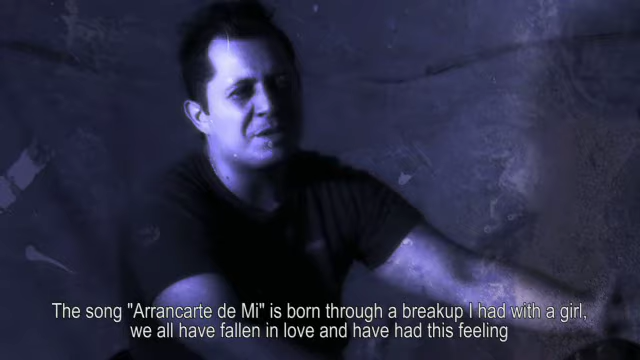 The song "Arrancarte de Mi" is born through a breakup I had with a girl,
we all have fallen in love and have had this feeling